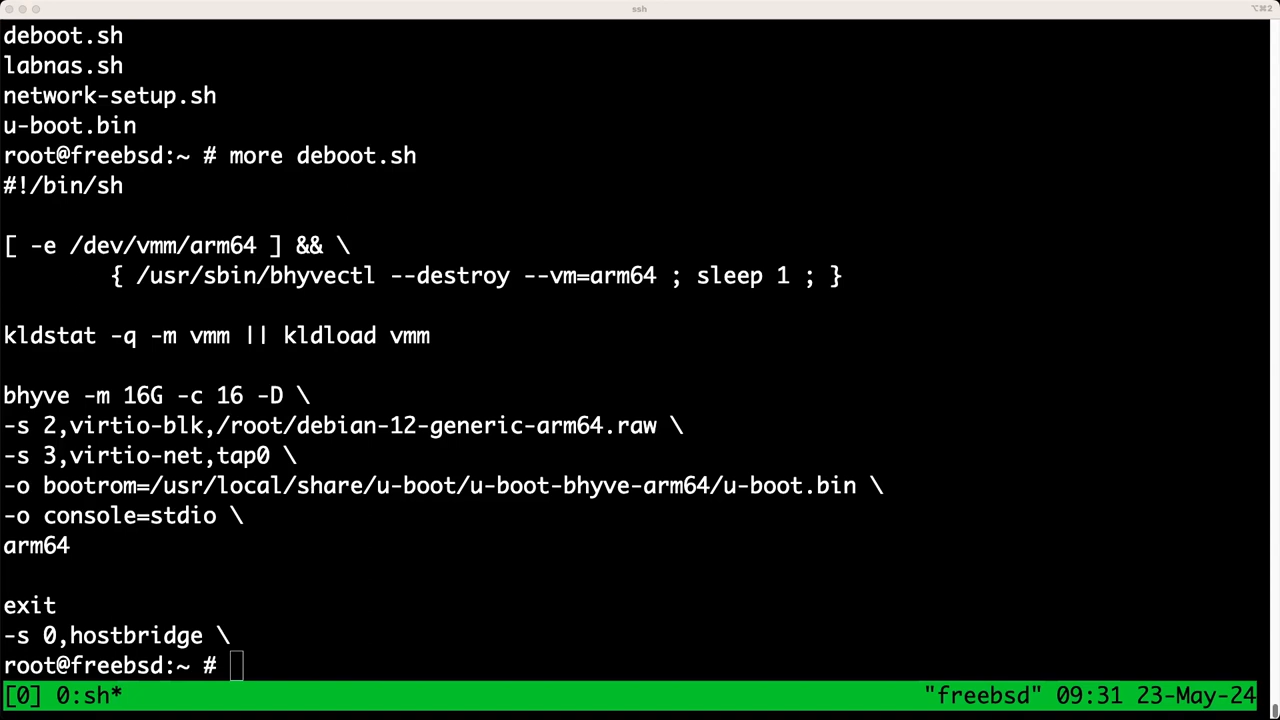 ssh
⌥⌘2
deboot.sh
labnas.sh
network-setup.sh
u-boot.bin
root@freebsd:~ # more deboot.sh
#!/bin/sh
[ -e /dev/vmm/arm64 ] && \
{ /usr/sbin/bhyvectl --destroy --vm=arm64 ; sleep 1 ; }
kldstat -q -m vmm || kldload vmm
bhyve -m 16G -c 16 -D \
-s 2,virtio-blk,/root/debian-12-generic-arm64.raw \
-s 3,virtio-net,tap0 \
-o bootrom=/usr/local/share/u-boot/u-boot-bhyve-arm64/u-boot.bin \
-o console=stdio \
arm64
exit
-s 0,hostbridge \
root@freebsd:~ #
[0] 0:sh* "freebsd" 09:31 23-May-24